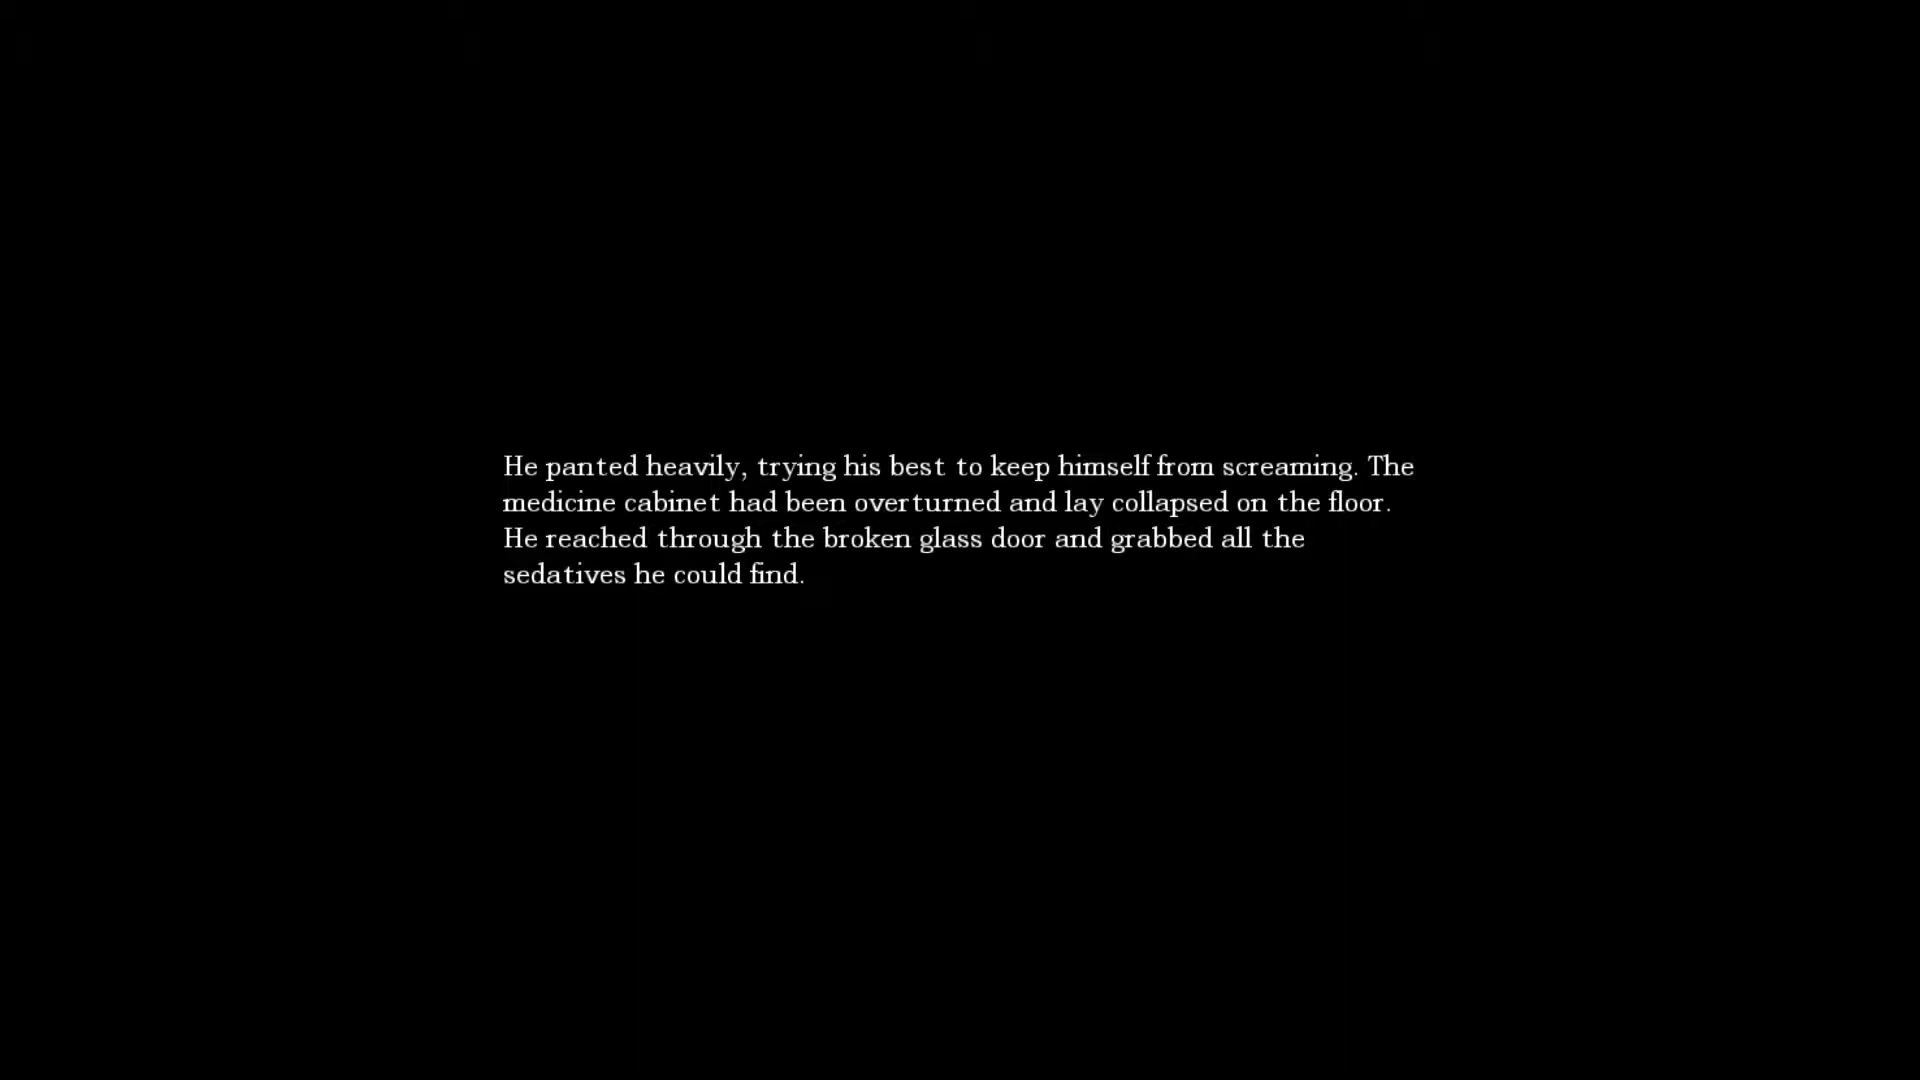 He panted heavily, trying his best to keep himself from screaming. The
medicine cabinet had been overturned and lay collapsed on the floor.
He reached through the broken glass door and grabbed all the
sedatives he could find.